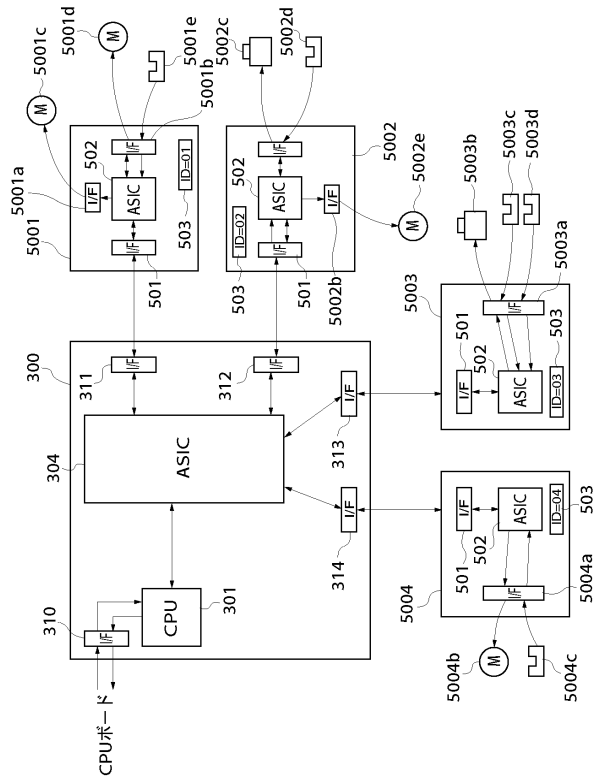 CPUボード
310
I/F
CPU
301
300
304
ASIC
311
I/F
312
I/F
I/F
313
I/F
314
5001
5001a
5001c
5001d
5001e
5001b
M
M
502
I/F
I/F
ASIC
I/F
501
ID=01
503
5002
5002c
5002d
502
I/F
ASIC
I/F
501
ID=02
503
I/F
5002b
5002e
M
5003
5003b
5003c
5003d
5003a
501
I/F
502
ASIC
I/F
503
ID=03
5004
501
I/F
502
ASIC
ID=04
503
I/F
5004a
5004b
M
5004c